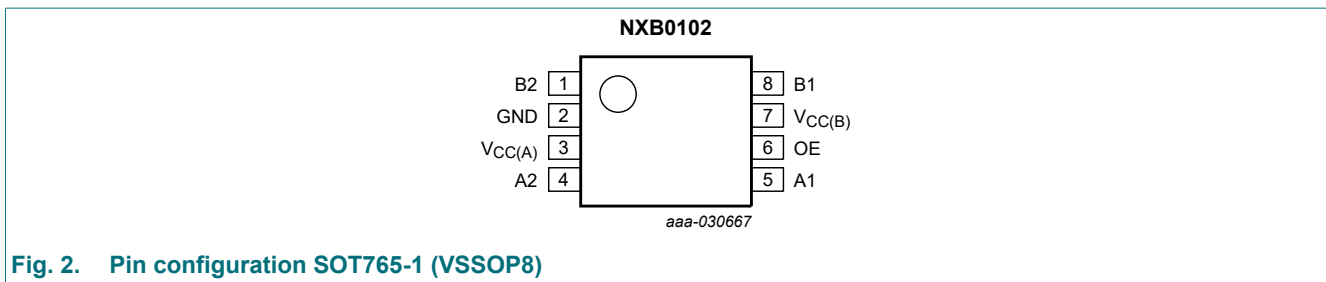 NXB0102
B2 1 8 B1
GND 2 7 VCC(B)
VCC(A) 3 6 OE
A2 4 5 A1
aaa-030667
Fig. 2. Pin configuration SOT765-1 (VSSOP8)